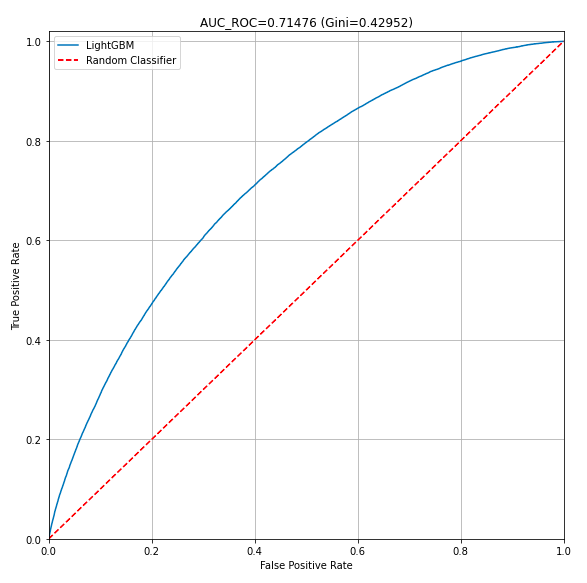 AUC_ROC=0.71476 (Gini=0.42952)
LightGBM
Random Classifier
1.0
0.8
0.6
0.4
0.2
0.0
True Positive Rate
0.0 0.2 0.4 0.6 0.8 1.0
False Positive Rate